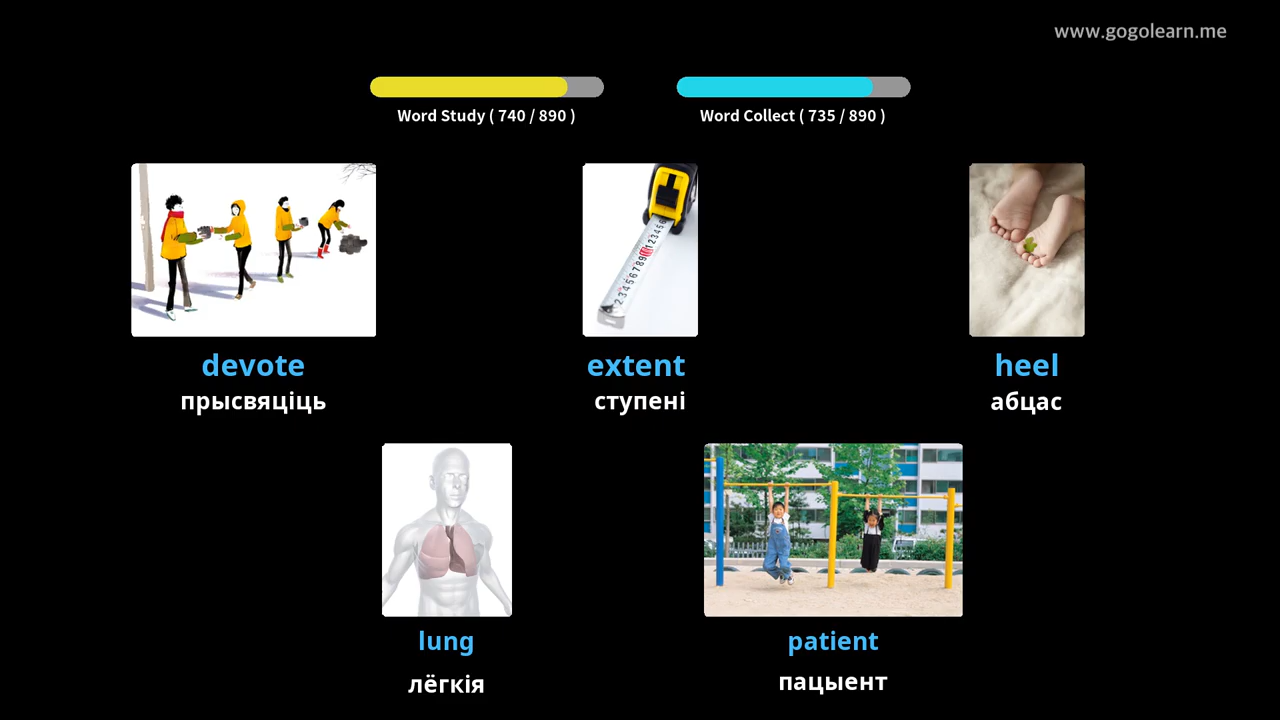 www.gogolearn.me
Word Study ( 740 / 890 )
Word Collect ( 735 / 890 )
devote
прысвяціць
extent
ступені
heel
абцас
lung
лёгкія
patient
пацыент